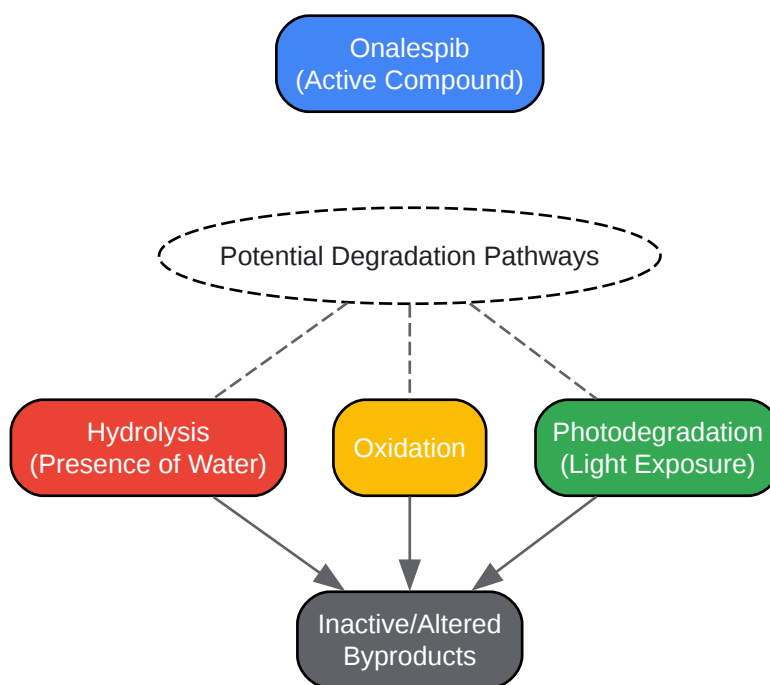 Onalespib
(Active Compound)
Potential Degradation Pathways
Hydrolysis
(Presence of Water)
Oxidation
Photodegradation
(Light Exposure)
Inactive/Altered
Byproducts